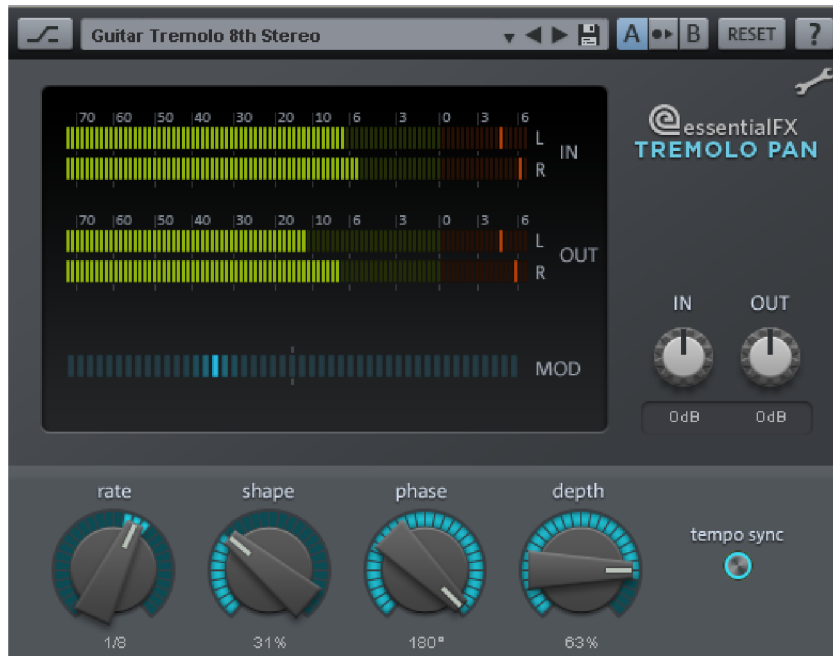 Guitar Tremolo 8th Stereo
A B RESET ?
essentialFX
TREMOLO PAN
70 60 50 40 30 20 10 6 3 0 3 6
L
IN
R
70 60 50 40 30 20 10 6 3 0 3 6
L
OUT
R
MOD
IN OUT
0dB 0dB
rate shape phase depth
tempo sync
1/8 31% 180° 63%